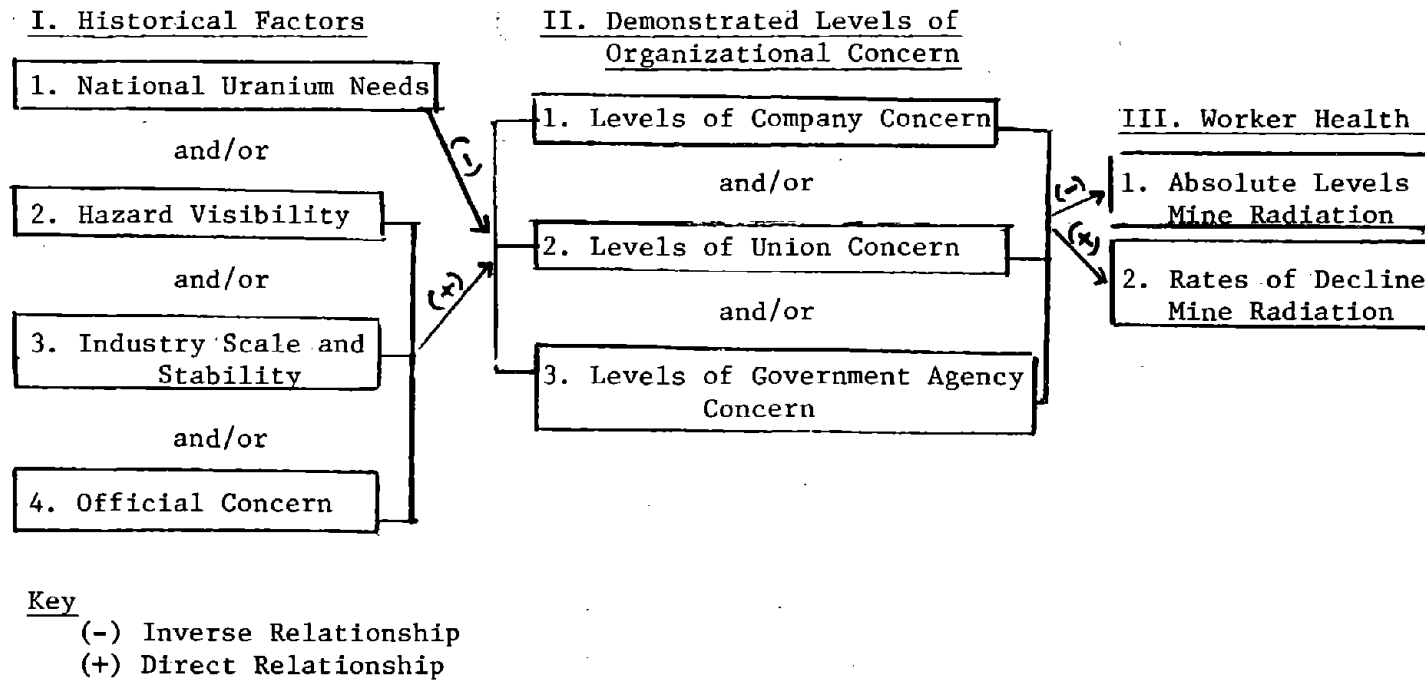 I. Historical Factors
1. National Uranium Needs
and/or
2. Hazard Visibility
and/or
3. Industry Scale and
Stability
and/or
4. Official Concern
(-)
(+)
II. Demonstrated Levels of
Organizational Concern
1. Levels of Company Concern
and/or
2. Levels of Union Concern
and/or
3. Levels of Government Agency
Concern
(-)
(+)
III. Worker Health
1. Absolute Levels
Mine Radiation
2. Rates of Decline
Mine Radiation
Key
(-) Inverse Relationship
(+) Direct Relationship